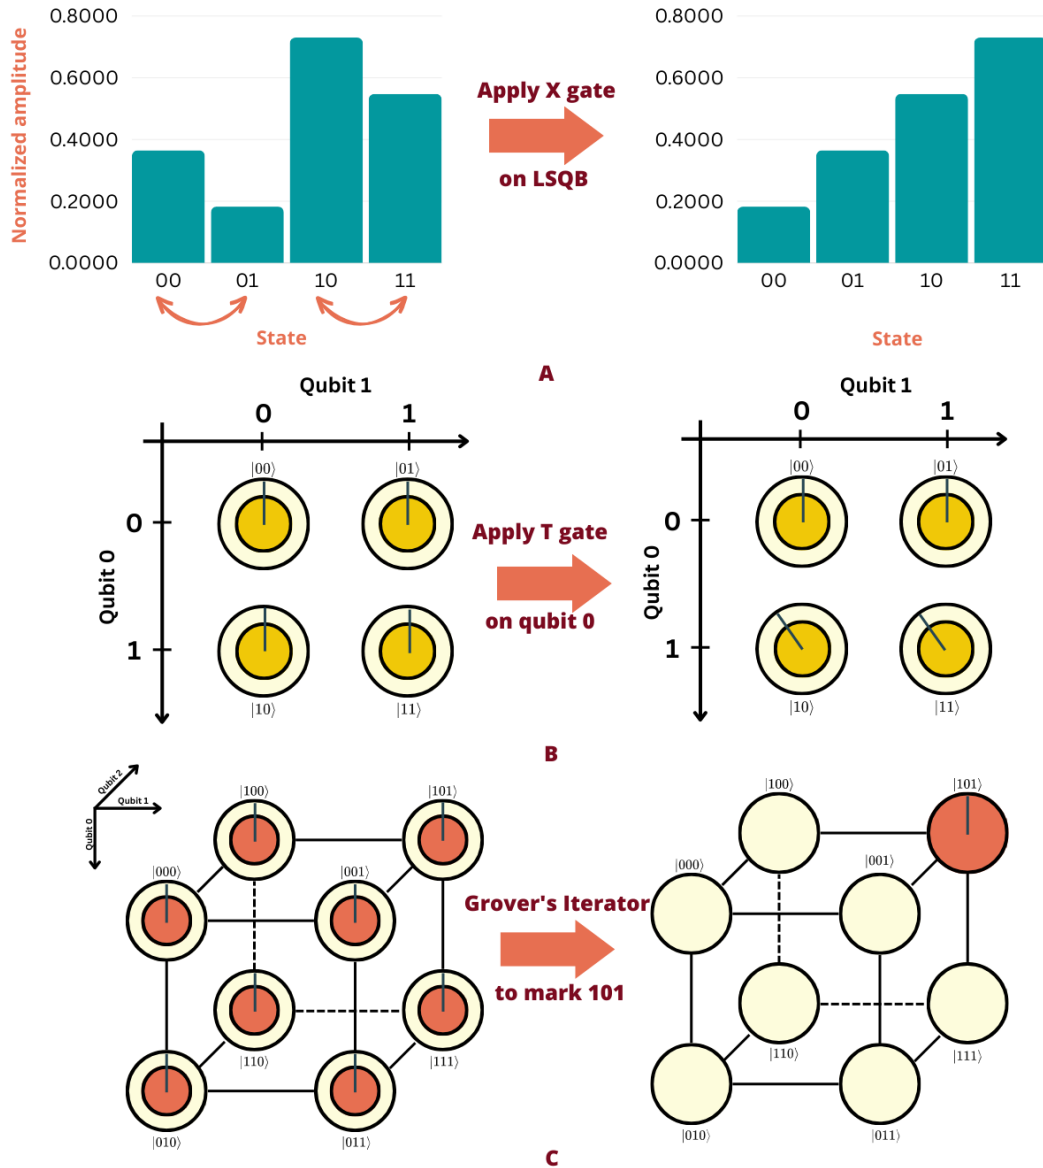 0.8000
0.6000
0.4000
0.2000
0.0000
Normalized amplitude
00 01 10 11
State
Apply X gate
on LSQB
0.8000
0.6000
0.4000
0.2000
0.0000
00 01 10 11
State
A
Qubit 1
0 1
Qubit 0
0
1
|00⟩ |01⟩
|10⟩ |11⟩
Apply T gate
on qubit 0
Qubit 1
0 1
Qubit 0
0
1
|00⟩ |01⟩
|10⟩ |11⟩
B
Qubit 2
Qubit 1
Qubit 0
|100⟩ |101⟩
|000⟩ |001⟩
|110⟩ |111⟩
|010⟩ |011⟩
Grover's Iterator
to mark 101
|100⟩ |101⟩
|000⟩ |001⟩
|110⟩ |111⟩
|010⟩ |011⟩
C